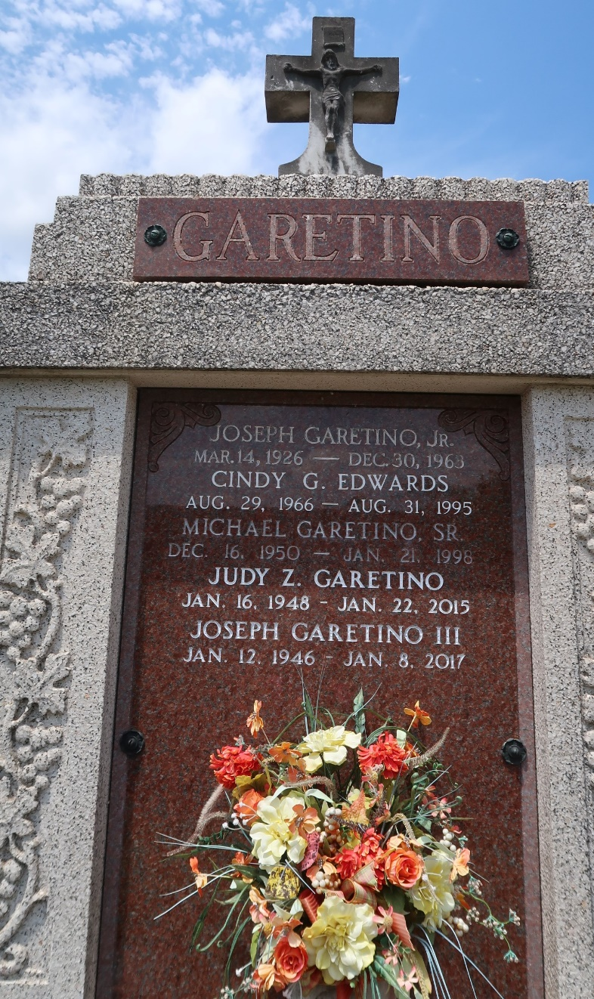 GARETINO
JOSEPH GARETINO, JR.
MAR. 14, 1926 — DEC. 30, 1963
CINDY G. EDWARDS
AUG. 29, 1966 — AUG. 31, 1995
MICHAEL GARETINO, SR.
DEC. 16, 1950 — JAN. 21, 1998
JUDY Z. GARETINO
JAN. 16, 1948 - JAN. 22, 2015
JOSEPH GARETINO III
JAN. 12, 1946 - JAN. 8, 2017